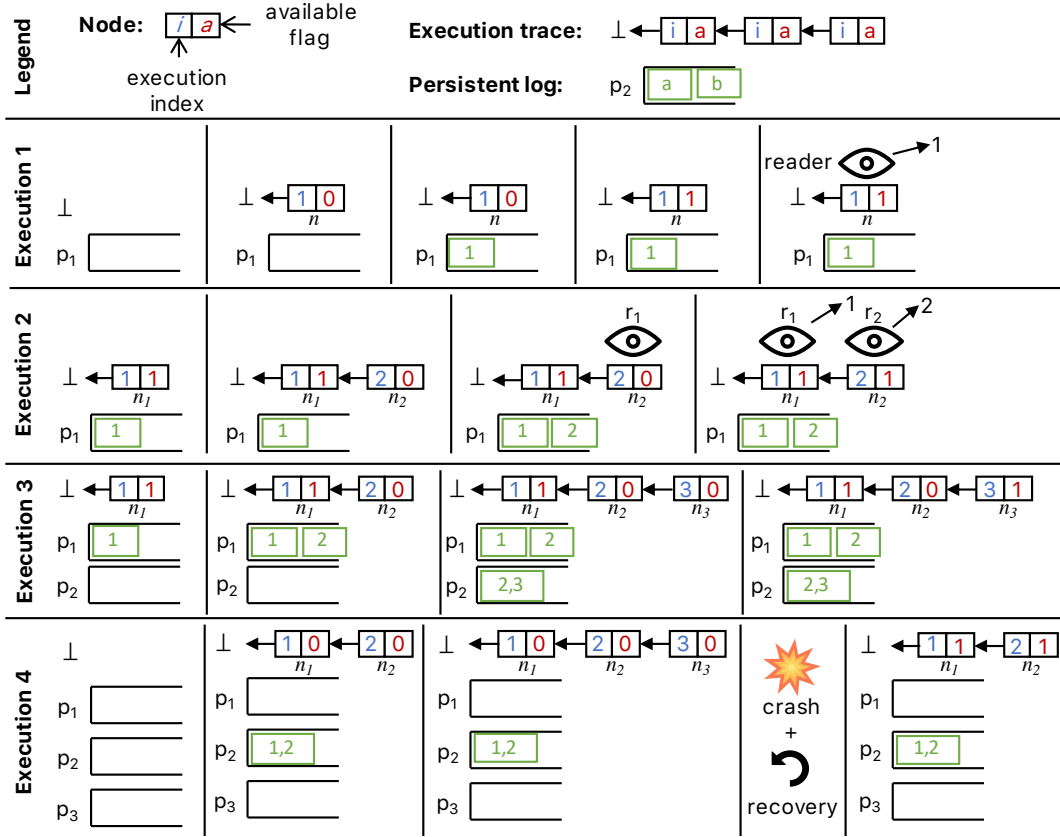 Legend
Node: i a available flag
execution index
Execution trace: ⊥ i a i a i a
Persistent log: p2 a b
Execution 1
⊥
p1
⊥ 1 0
n
p1
⊥ 1 0
n
p1 1
⊥ 1 1
n
p1 1
reader 1
⊥ 1 1
n
p1 1
Execution 2
⊥ 1 1
n1
p1 1
⊥ 1 1 2 0
n1 n2
p1 1
r1
⊥ 1 1 2 0
n1 n2
p1 1 2
r1 1 r2 2
⊥ 1 1 2 1
n1 n2
p1 1 2
Execution 3
⊥ 1 1
n1
p1 1
p2
⊥ 1 1 2 0
n1 n2
p1 1 2
p2
⊥ 1 1 2 0 3 0
n1 n2 n3
p1 1 2
p2 2,3
⊥ 1 1 2 0 3 1
n1 n2 n3
p1 1 2
p2 2,3
Execution 4
⊥
p1
p2
p3
⊥ 1 0 2 0
n1 n2
p1
p2 1,2
p3
⊥ 1 0 2 0 3 0
n1 n2 n3
p1
p2 1,2
p3
crash
+
recovery
⊥ 1 1 2 1
n1 n2
p1
p2 1,2
p3